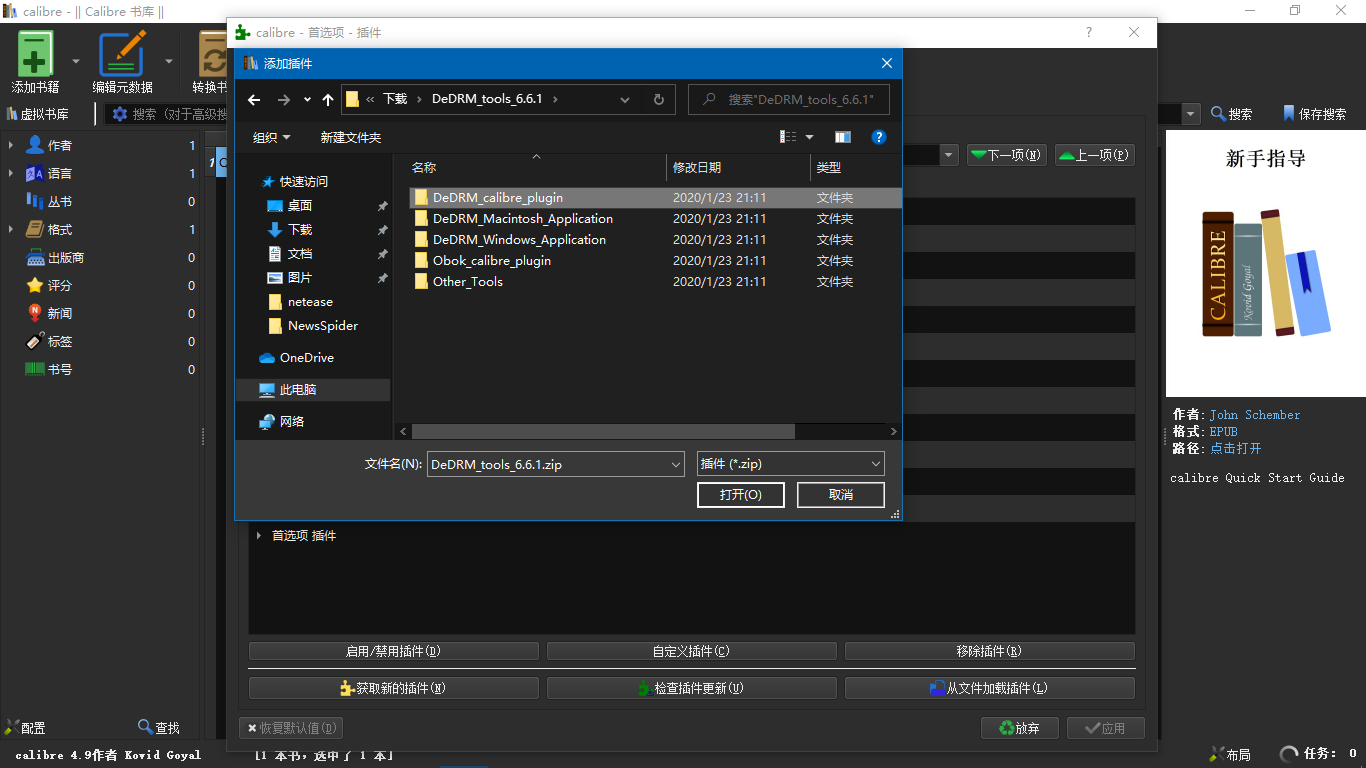 calibre - || Calibre 书库 ||
calibre - 首选项 - 插件
添加插件
添加书籍
编辑元数据
转换书
« 下载 › DeDRM_tools_6.6.1 ›
搜索"DeDRM_tools_6.6.1"
虚拟书库
搜索 (对于高级搜
搜索
保存搜索
组织
新建文件夹
下一项(N)
上一项(P)
名称
修改日期
类型
作者 1
语言 1
丛书 0
格式 1
出版商 0
评分 0
新闻 0
标签 0
书号 0
1
快速访问
桌面
下载
文档
图片
netease
NewsSpider
OneDrive
此电脑
网络
DeDRM_calibre_plugin 2020/1/23 21:11 文件夹
DeDRM_Macintosh_Application 2020/1/23 21:11 文件夹
DeDRM_Windows_Application 2020/1/23 21:11 文件夹
Obok_calibre_plugin 2020/1/23 21:11 文件夹
Other_Tools 2020/1/23 21:11 文件夹
文件名(N): DeDRM_tools_6.6.1.zip
插件 (*.zip)
打开(O)
取消
首选项 插件
启用/禁用插件(D)
自定义插件(C)
移除插件(R)
获取新的插件(N)
检查插件更新(U)
从文件加载插件(L)
恢复默认值(D)
放弃
应用
新手指导
CALIBRE
Kovid Goyal
作者: John Schember
格式: EPUB
路径: 点击打开
calibre Quick Start Guide
配置
查找
calibre 4.9作者 Kovid Goyal
[1 本书，选中了 1 本]
布局
任务: 0